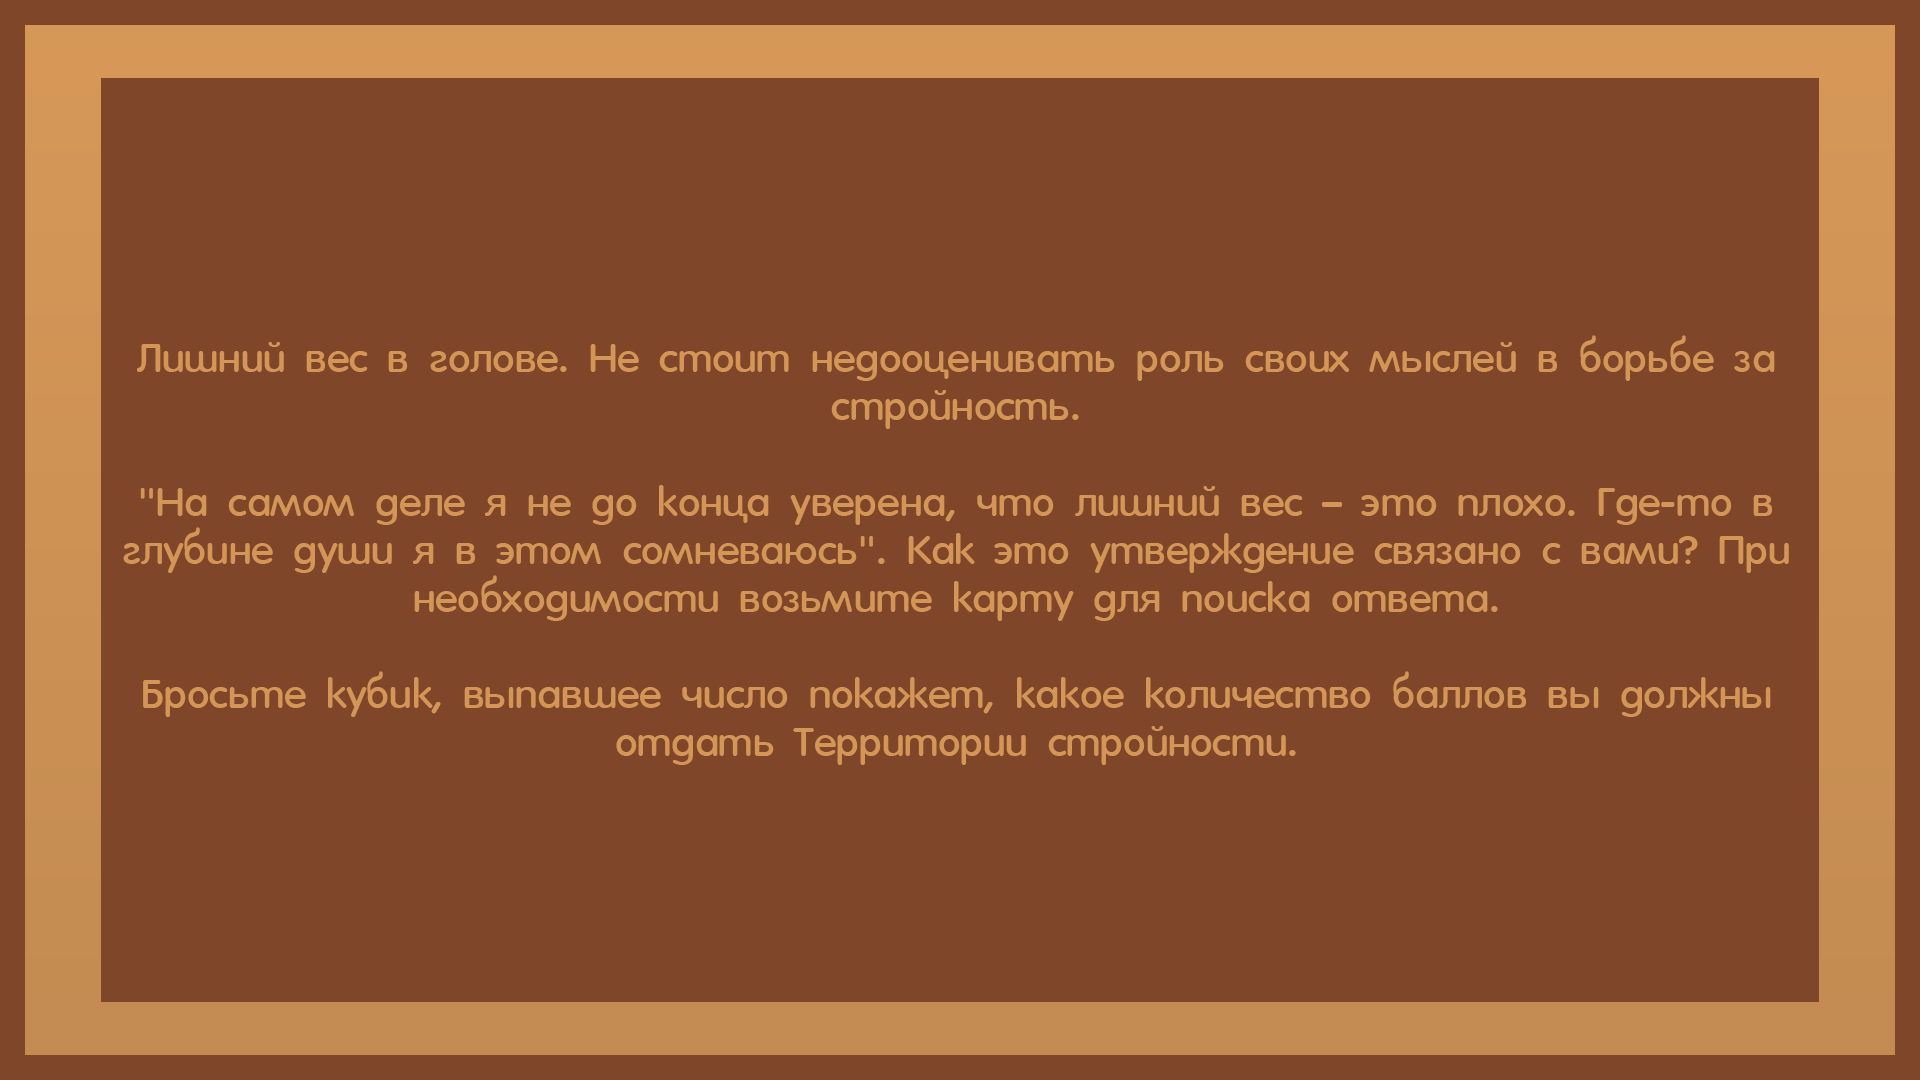 Лишний вес в голове. Не стоит недооценивать роль своих мыслей в борьбе за
стройность.
"На самом деле я не до конца уверена, что лишний вес – это плохо. Где-то в
глубине души я в этом сомневаюсь". Как это утверждение связано с вами? При
необходимости возьмите карту для поиска ответа.
Бросьте кубик, выпавшее число покажет, какое количество баллов вы должны
отдать Территории стройности.